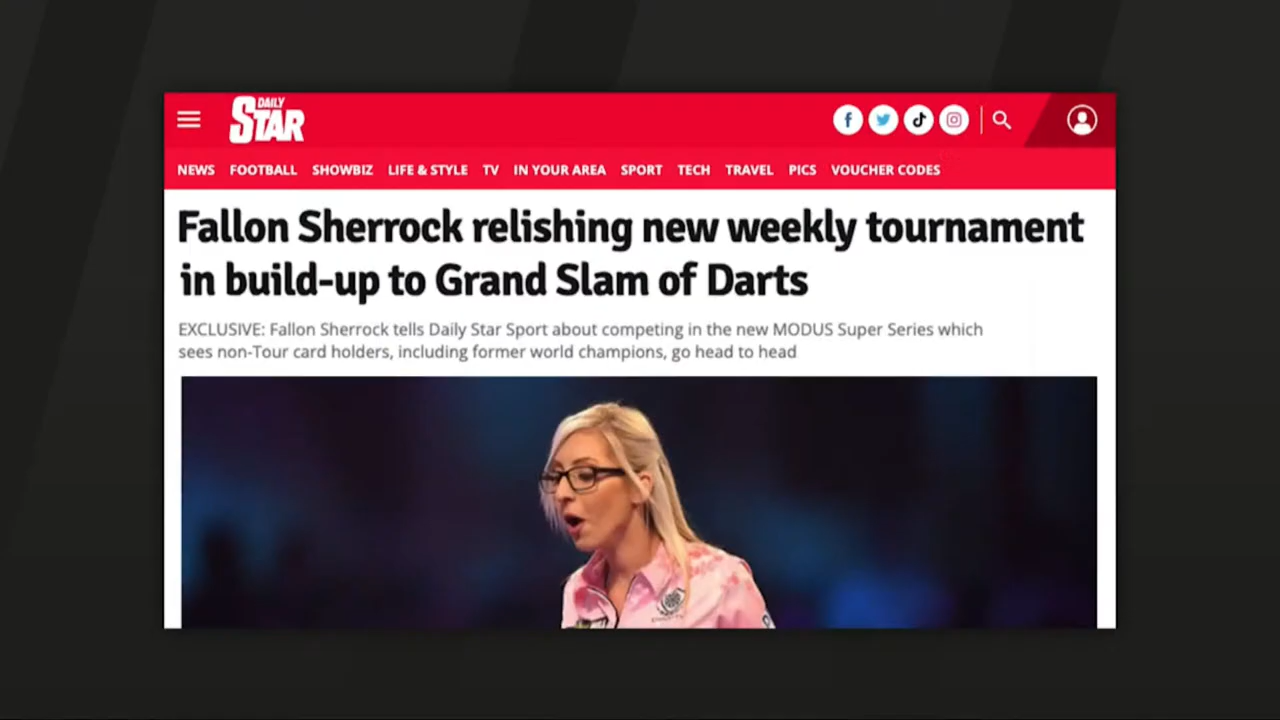 DAILY
STAR
NEWS FOOTBALL SHOWBIZ LIFE & STYLE TV IN YOUR AREA SPORT TECH TRAVEL PICS VOUCHER CODES
Fallon Sherrock relishing new weekly tournament
in build-up to Grand Slam of Darts
EXCLUSIVE: Fallon Sherrock tells Daily Star Sport about competing in the new MODUS Super Series which
sees non-Tour card holders, including former world champions, go head to head